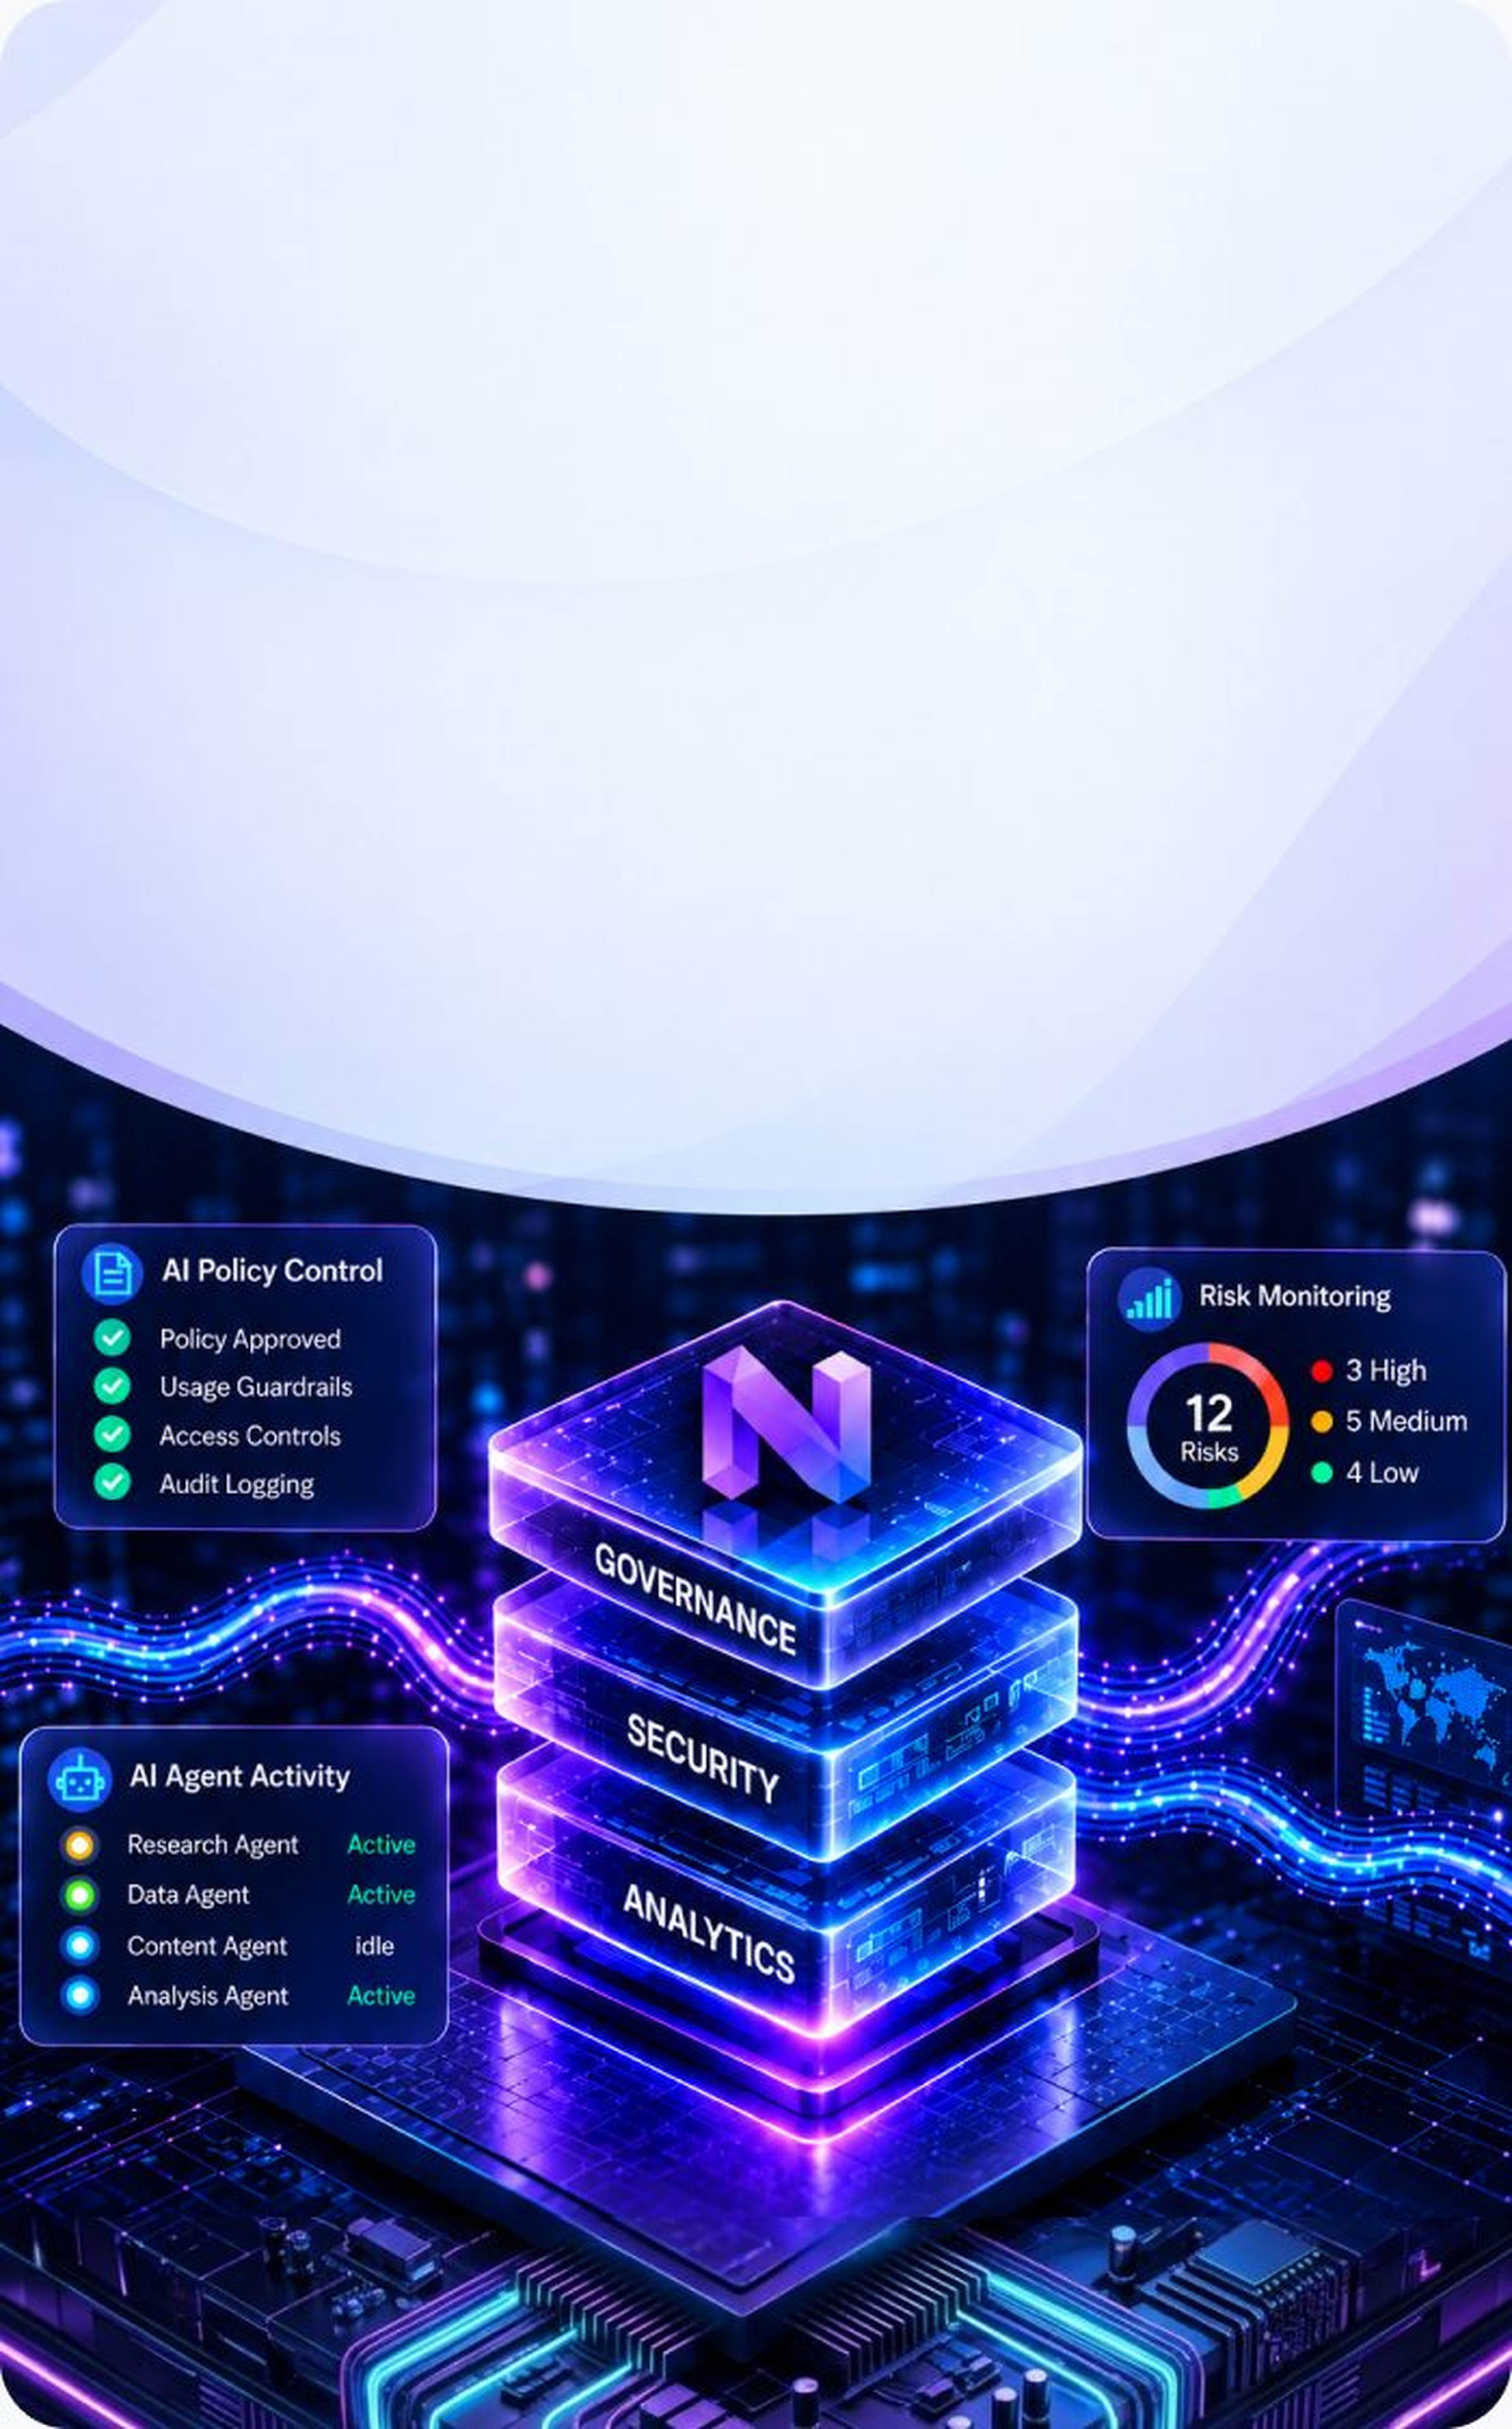 AI Policy Control
Policy Approved
Usage Guardrails
Access Controls
Audit Logging
Risk Monitoring
12
Risks
3 High
5 Medium
4 Low
N
GOVERNANCE
SECURITY
ANALYTICS
AI Agent Activity
Research Agent Active
Data Agent Active
Content Agent idle
Analysis Agent Active